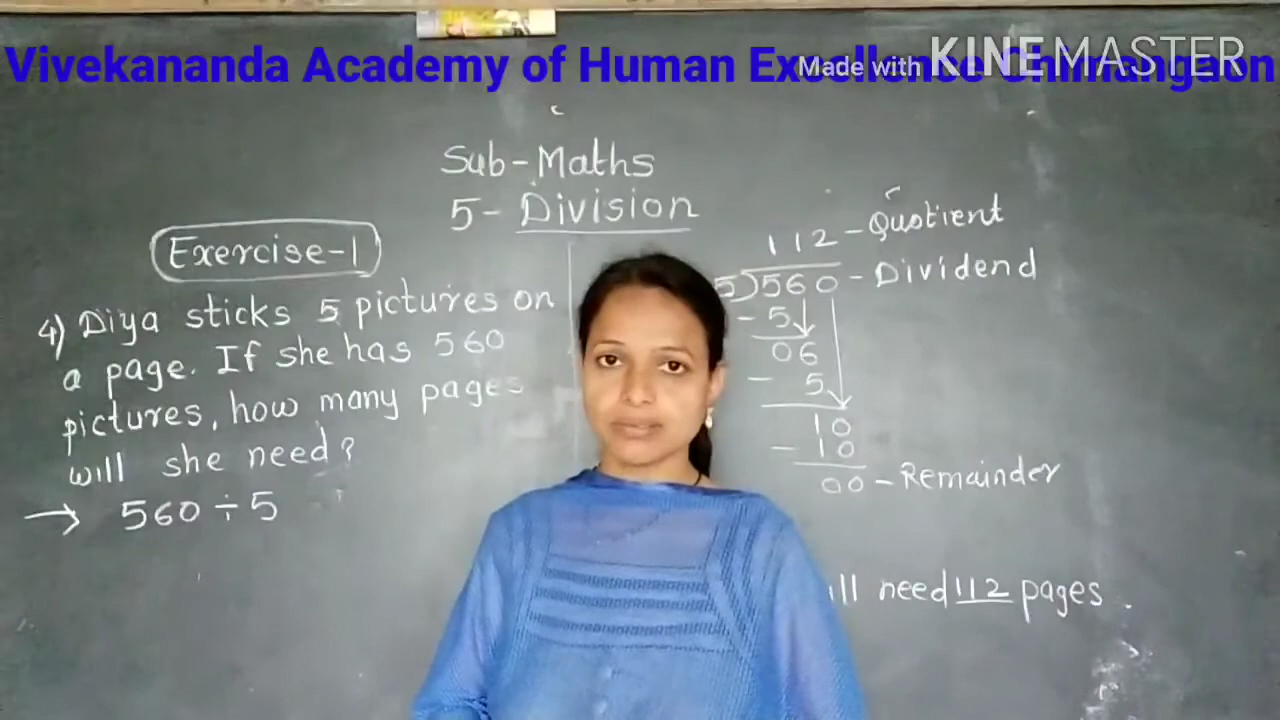 Vivekananda Academy of Human Exedllence Chimangaon
Made with KINEMASTER
Sub-Maths
5-Division
Exercise-1
4) Diya sticks 5 pictures on
a page. If she has 560
pictures, how many pages
will she need?
→ 560 ÷ 5
112 - Quotient
5)560 - Dividend
- 5
06
- 5
10
- 10
00 - Remainder
need 112 pages.